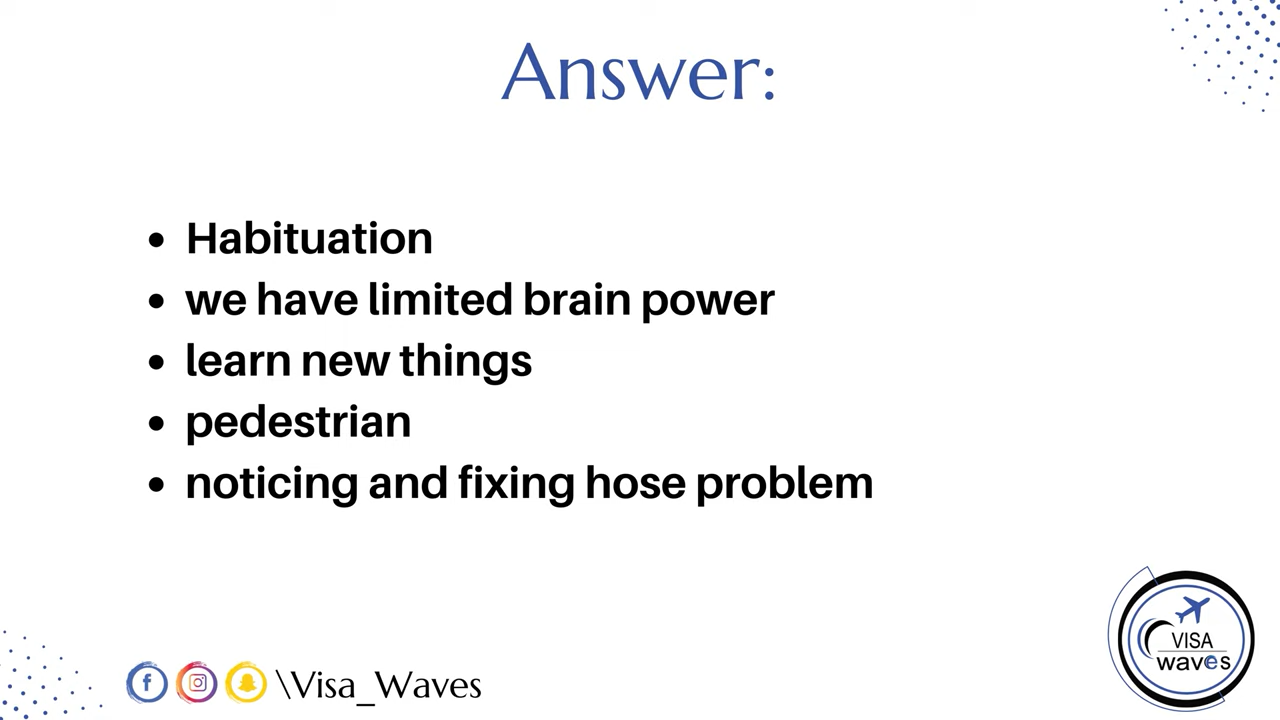 Answer:
• Habituation
• we have limited brain power
• learn new things
• pedestrian
• noticing and fixing hose problem
\Visa_Waves
VISA
waves